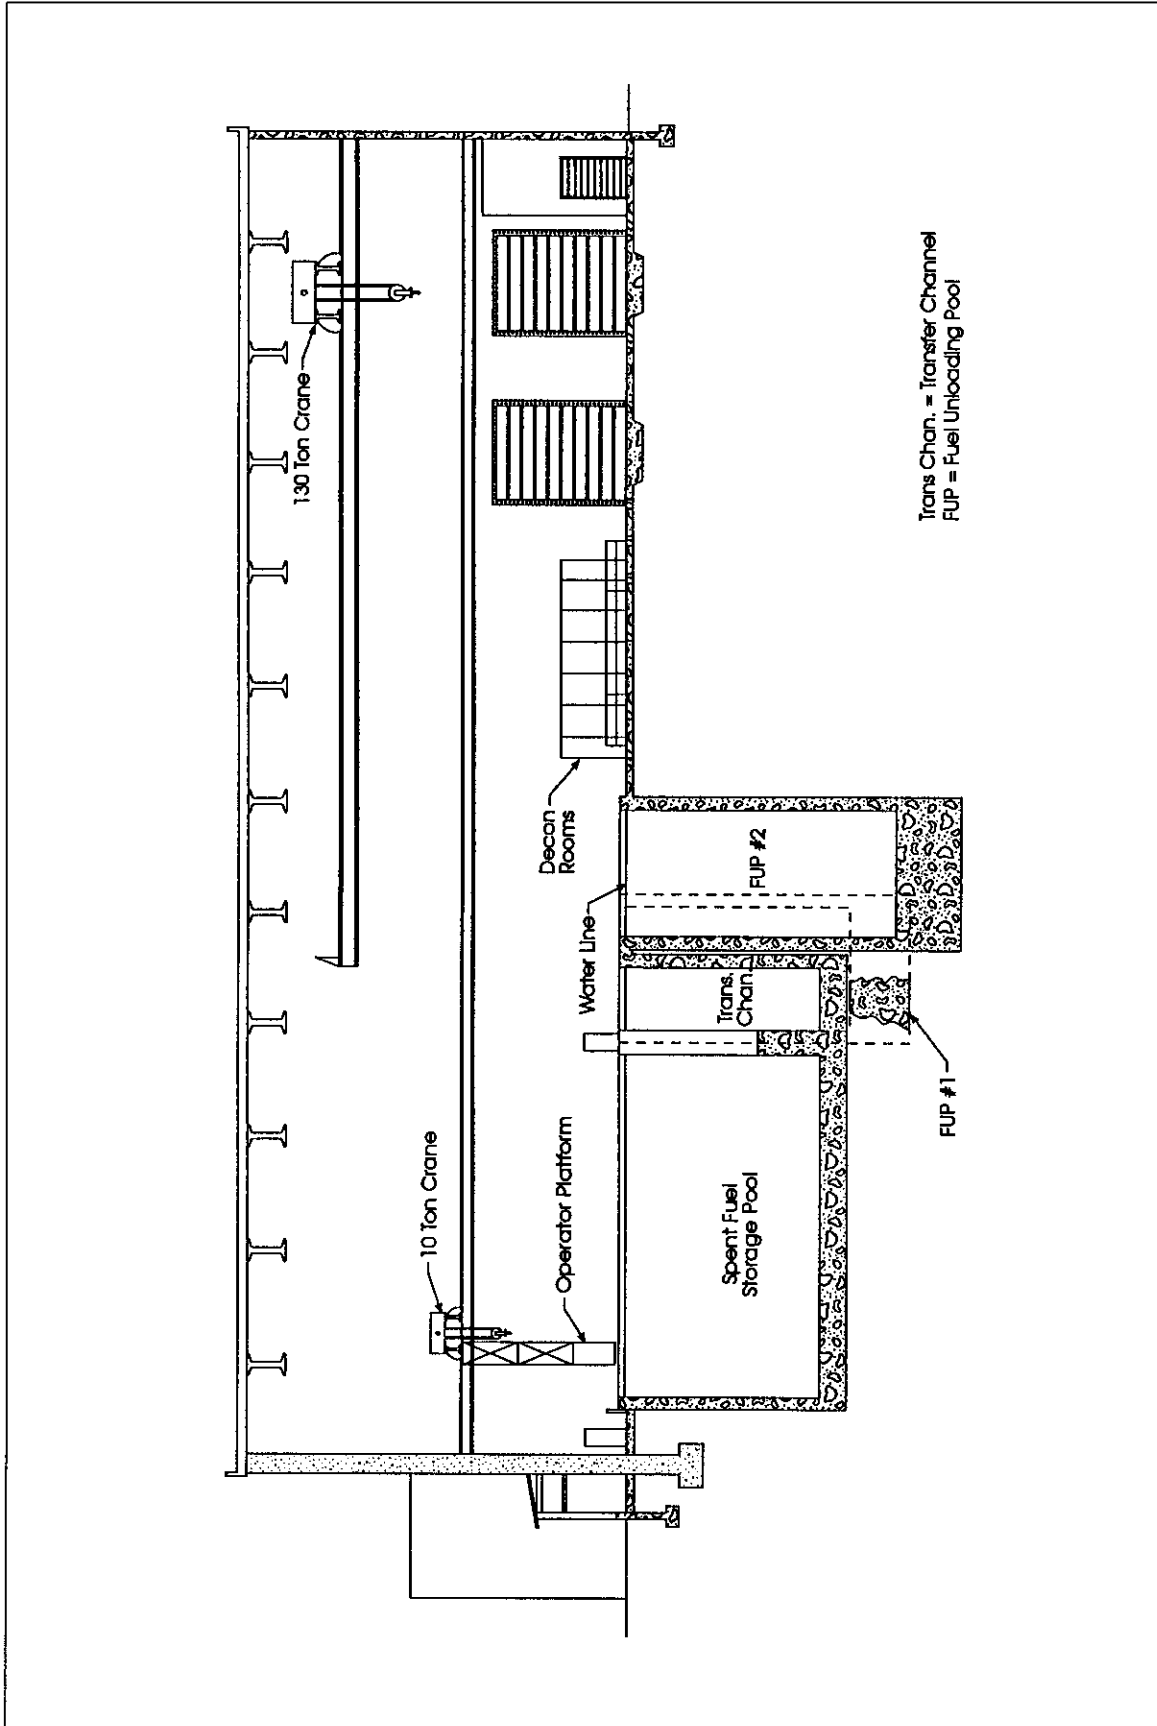 130 Ton Crane
10 Ton Crane
Operator Platform
Decon
Rooms
Water Line
Spent Fuel
Storage Pool
Trans.
Chan.
FUP #2
FUP #1
Trans Chan. = Transfer Channel
FUP = Fuel Unloading Pool